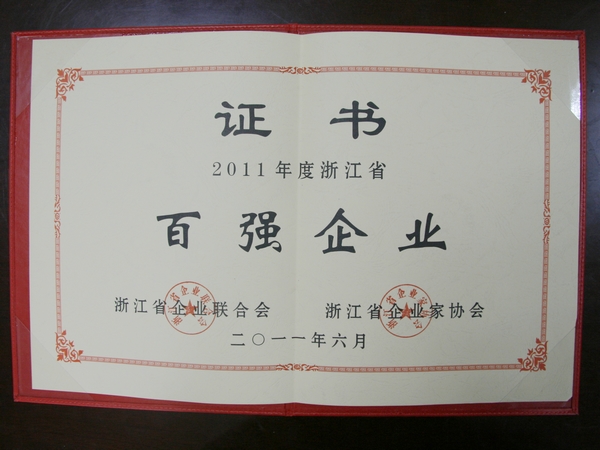 证书
2011年度浙江省
百强企业
浙江省企业联合会 浙江省企业家协会
二〇一一年六月